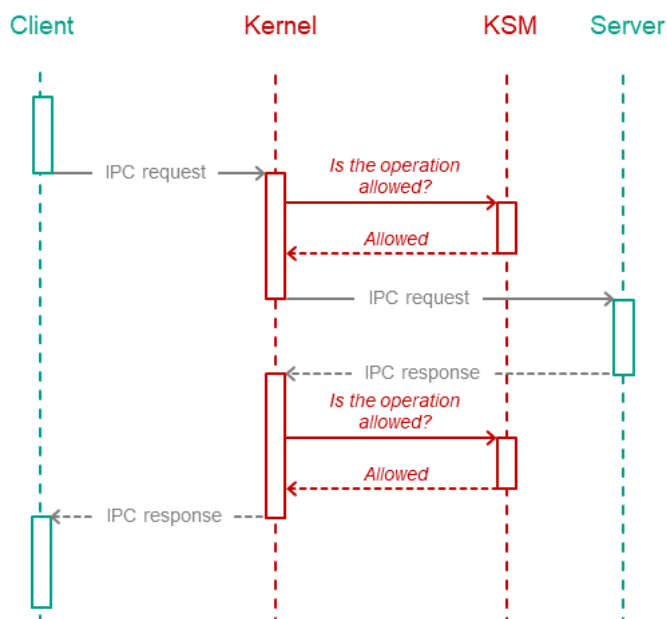 Client Kernel KSM Server
IPC request
Is the operation
allowed?
Allowed
IPC request
IPC response
Is the operation
allowed?
Allowed
IPC response